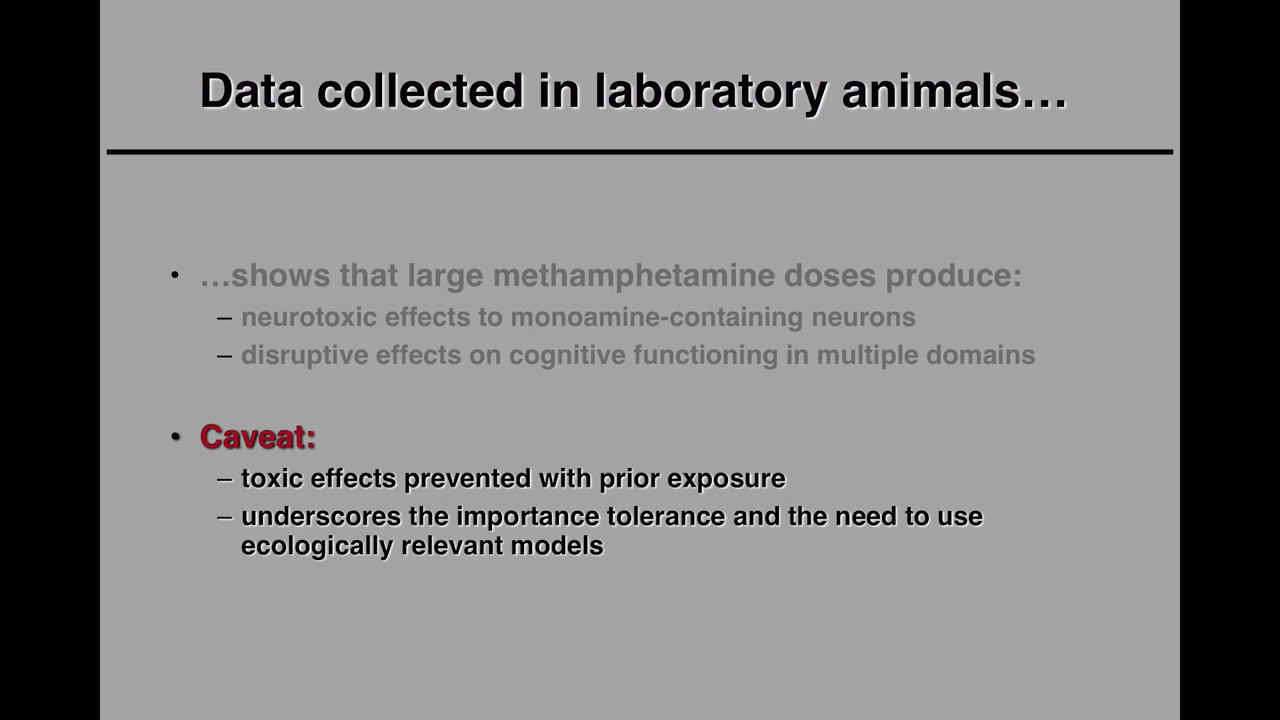 Data collected in laboratory animals…
• …shows that large methamphetamine doses produce:
– neurotoxic effects to monoamine-containing neurons
– disruptive effects on cognitive functioning in multiple domains
• Caveat:
– toxic effects prevented with prior exposure
– underscores the importance tolerance and the need to use
ecologically relevant models